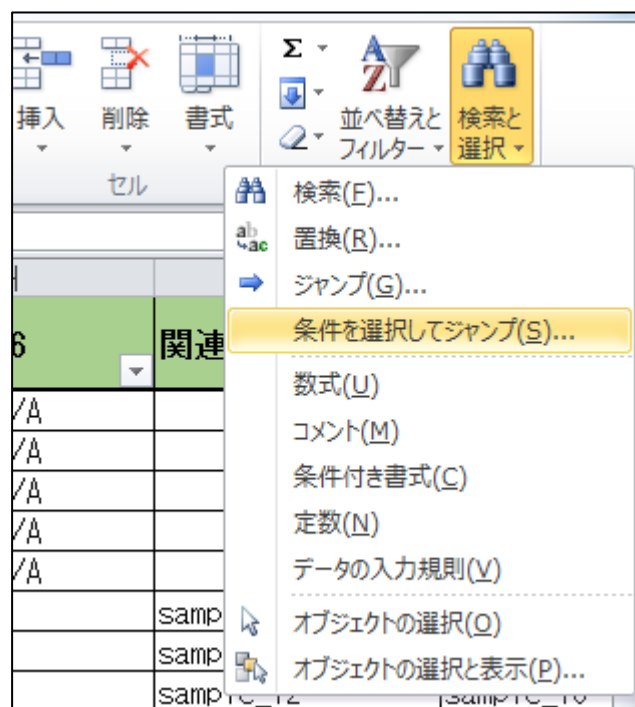 Σ
挿入 削除 書式 並べ替えと 検索と
フィルター 選択
セル
検索(F)...
置換(R)...
ジャンプ(G)...
条件を選択してジャンプ(S)...
数式(U)
コメント(M)
条件付き書式(C)
定数(N)
データの入力規則(V)
オブジェクトの選択(O)
オブジェクトの選択と表示(P)...
6 関連
/A
/A
/A
/A
/A
samp
samp